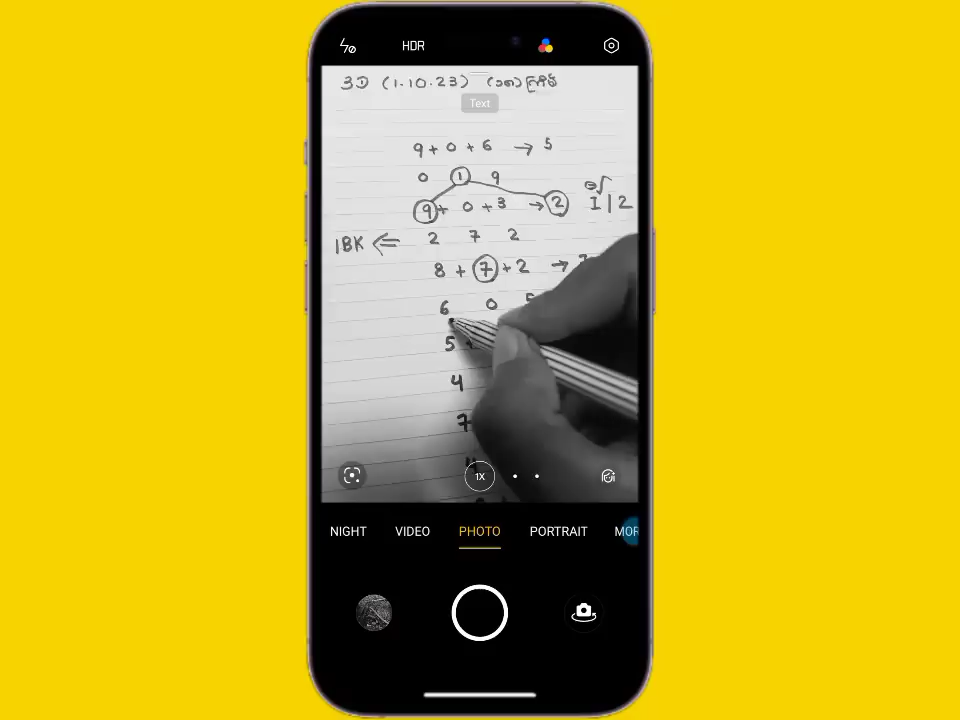 HDR
3D (1.10.23)
Text
9 + 0 + 6 → 5
0 1 9
9 + 0 + 3 → 2
1 | 2
2 7 2
1BK ⇐
8 + 7 + 2 →
6 0 5
5
4
7
1X
NIGHT VIDEO PHOTO PORTRAIT MOR